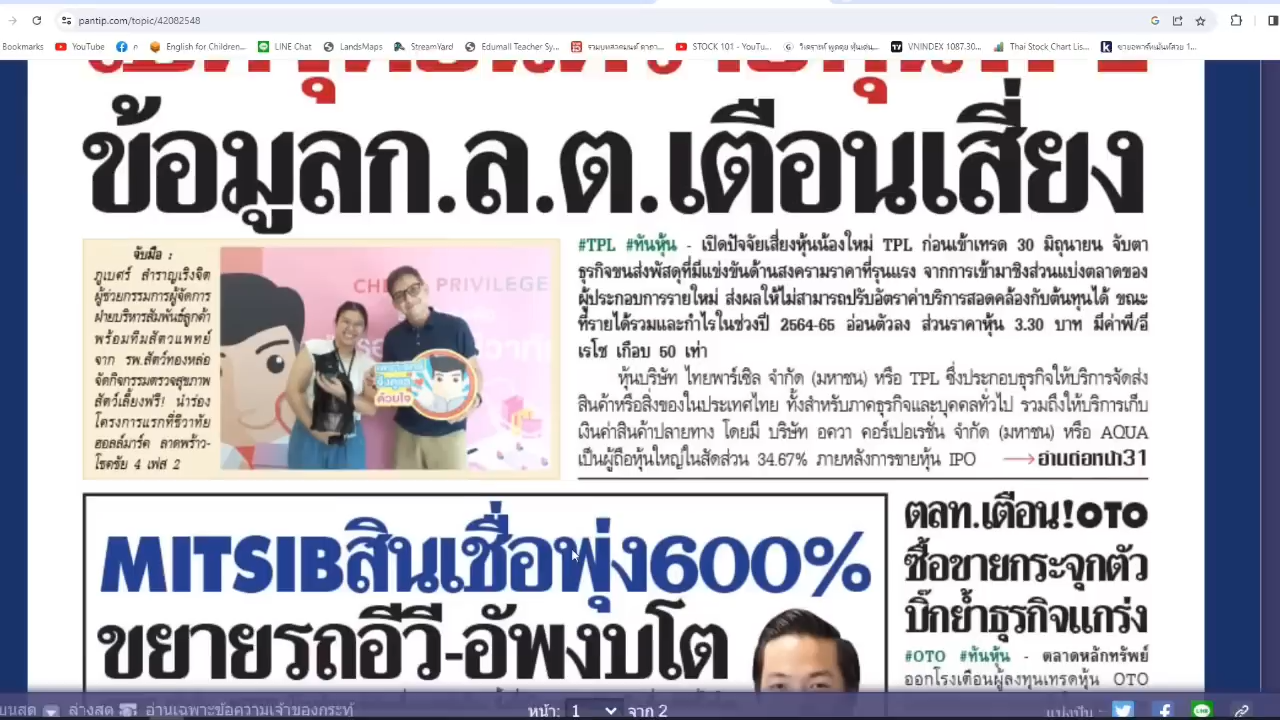 pantip.com/topic/42082548
Bookmarks YouTube n English for Children... LINE Chat LandsMaps StreamYard Edumall Teacher Sy... STOCK 101 - YouTu... VNINDEX 1087.30... Thai Stock Chart Lis...
ข้อมูลก.ล.ต.เตือนเสี่ยง
จับมือ :
ภูเบศร์ สำราญเริงจิต
ผู้ช่วยกรรมการผู้จัดการ
ฝ่ายบริหารสัมพันธ์ลูกค้า
พร้อมทีมสัตวแพทย์
จาก รพ.สัตว์ทองหล่อ
จัดกิจกรรมตรวจสุขภาพ
สัตว์เลี้ยงฟรี! นำร่อง
โครงการแรกที่ชีวาทัย
ฮอลล์มาร์ค ลาดพร้าว-
โชคชัย 4 เฟส 2
PRIVILEGE
ด้วยใจ
#TPL #ทันหุ้น - เปิดปัจจัยเสี่ยงหุ้นน้องใหม่ TPL ก่อนเข้าเทรด 30 มิถุนายน จับตา
ธุรกิจขนส่งพัสดุที่มีแข่งขันด้านสงครามราคาที่รุนแรง จากการเข้ามาชิงส่วนแบ่งตลาดของ
ผู้ประกอบการรายใหม่ ส่งผลให้ไม่สามารถปรับอัตราค่าบริการสอดคล้องกับต้นทุนได้ ขณะ
ที่รายได้รวมและกำไรในช่วงปี 2564-65 อ่อนตัวลง ส่วนราคาหุ้น 3.30 บาท มีค่าพี/อี
เรโช เกือบ 50 เท่า
หุ้นบริษัท ไทยพาร์เซิล จำกัด (มหาชน) หรือ TPL ซึ่งประกอบธุรกิจให้บริการจัดส่ง
สินค้าหรือสิ่งของในประเทศไทย ทั้งสำหรับภาคธุรกิจและบุคคลทั่วไป รวมถึงให้บริการเก็บ
เงินค่าสินค้าปลายทาง โดยมี บริษัท อควา คอร์เปอเรชั่น จำกัด (มหาชน) หรือ AQUA
เป็นผู้ถือหุ้นใหญ่ในสัดส่วน 34.67% ภายหลังการขายหุ้น IPO อ่านต่อหน้า31
MITSIBสินเชื่อพุ่ง600%
ขยายรถอีวี-อัพงบโต
ตลท.เตือน!OTO
ซื้อขายกระจุกตัว
บิ๊กย้ำธุรกิจแกร่ง
#OTO #ทันหุ้น - ตลาดหลักทรัพย์
ออกโรงเตือนผู้ลงทุนเทรดหุ้น OTO
ล่างสุด อ่านเฉพาะข้อความเจ้าของกระทู้ หน้า: 1 จาก 2 แบ่งปัน